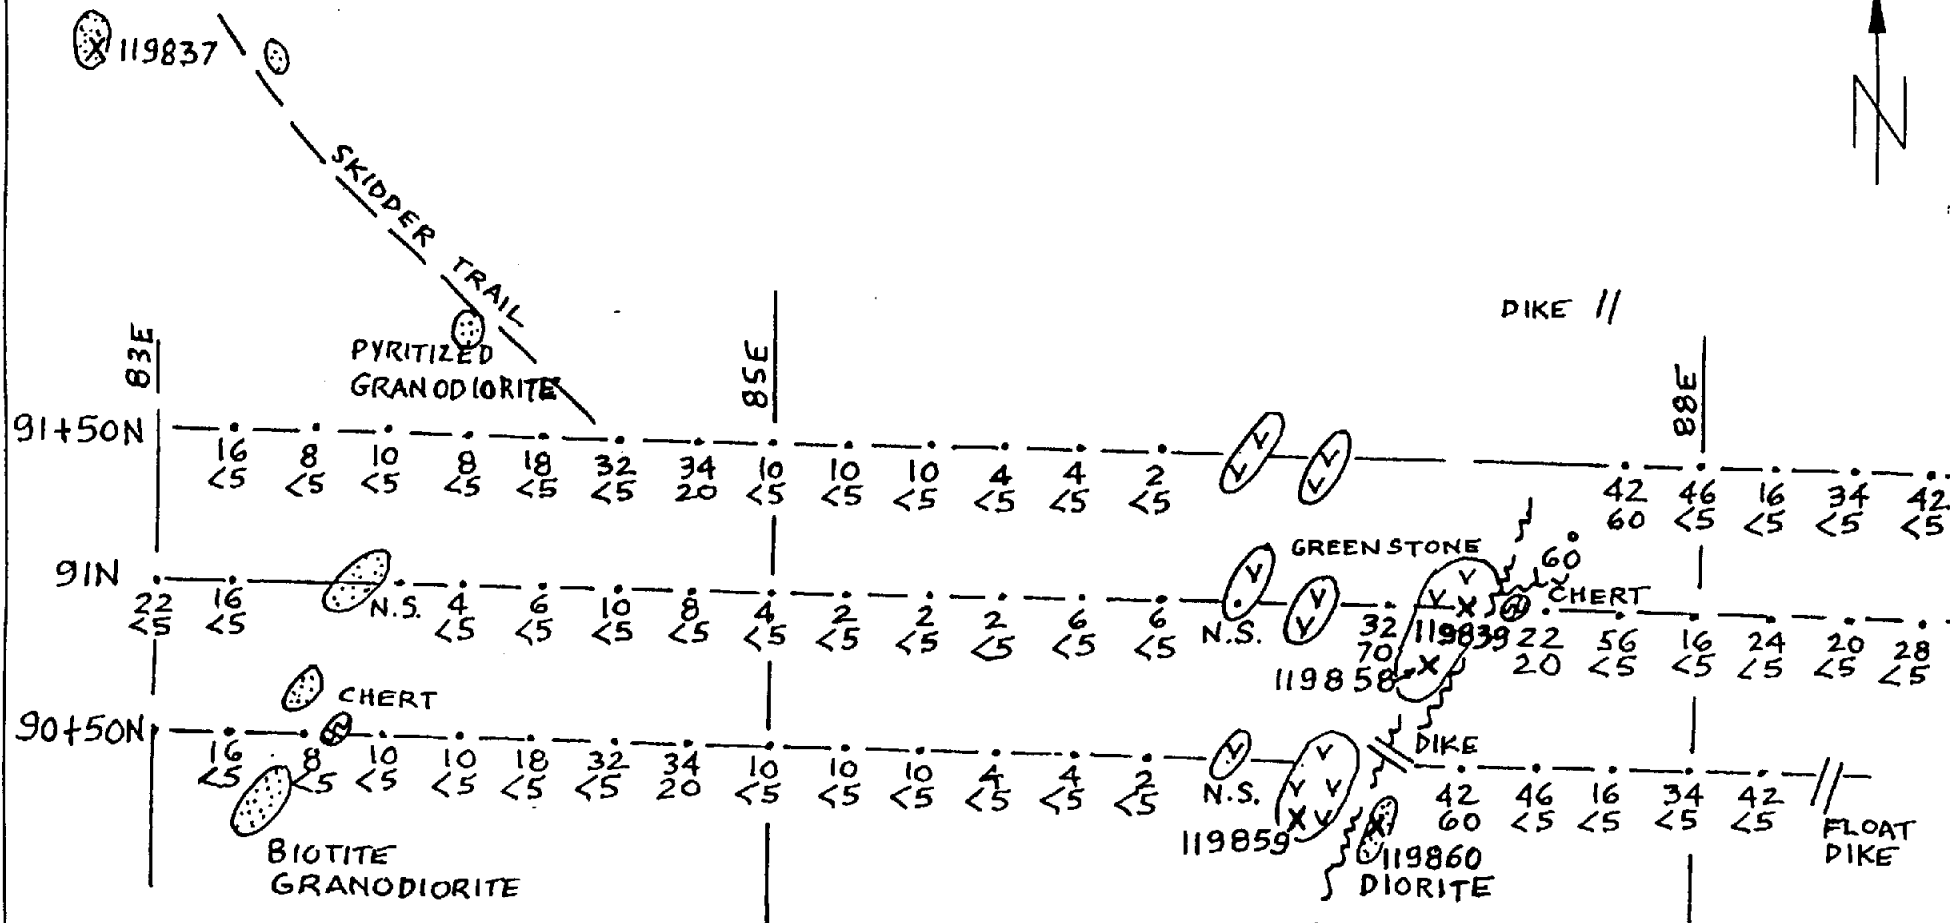 119837
N
SKIDDER TRAIL
DIKE //
83E
85E
88E
PYRITIZED
GRANODIORITE
91+50N
16 8 10 8 18 32 34 10 10 10 4 4 2 42 46 16 34 42
<5 <5 <5 <5 <5 <5 20 <5 <5 <5 <5 <5 <5 60 <5 <5 <5 <5
V V V V
GREENSTONE
60°
91N
CHERT
V V V V V V
22 16 N.S. 4 6 10 8 4 2 2 2 6 6 N.S. 32 119839 22 56 16 24 20 28
<5 <5 <5 <5 <5 <5 <5 <5 <5 <5 <5 <5 70 20 <5 <5 <5 <5 <5
119858
CHERT
90+50N
DIKE
V V V V V
16 8 10 10 18 32 34 10 10 10 4 4 2 N.S. 42 46 16 34 42
<5 <5 <5 <5 <5 <5 20 <5 <5 <5 <5 <5 <5 60 <5 <5 <5 <5
119859
FLOAT
DIKE
BIOTITE
GRANODIORITE
119860
DIORITE